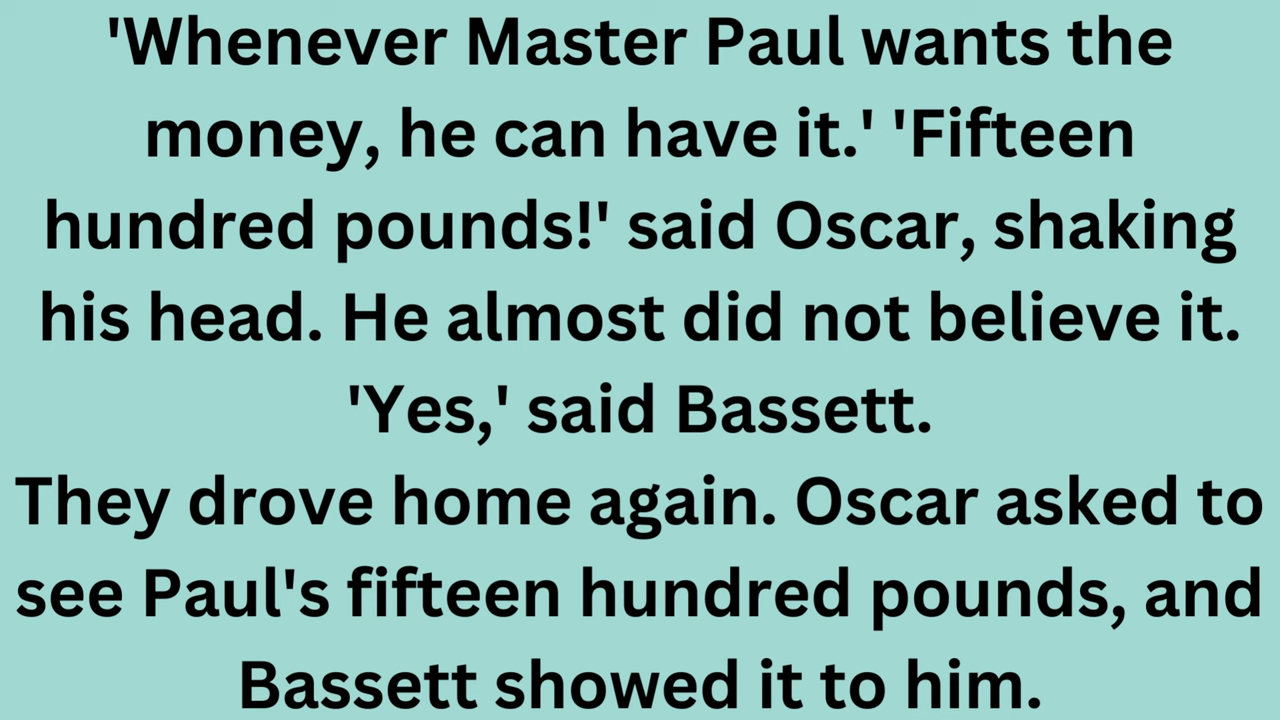 'Whenever Master Paul wants the
money, he can have it.' 'Fifteen
hundred pounds!' said Oscar, shaking
his head. He almost did not believe it.
'Yes,' said Bassett.
They drove home again. Oscar asked to
see Paul's fifteen hundred pounds, and
Bassett showed it to him.